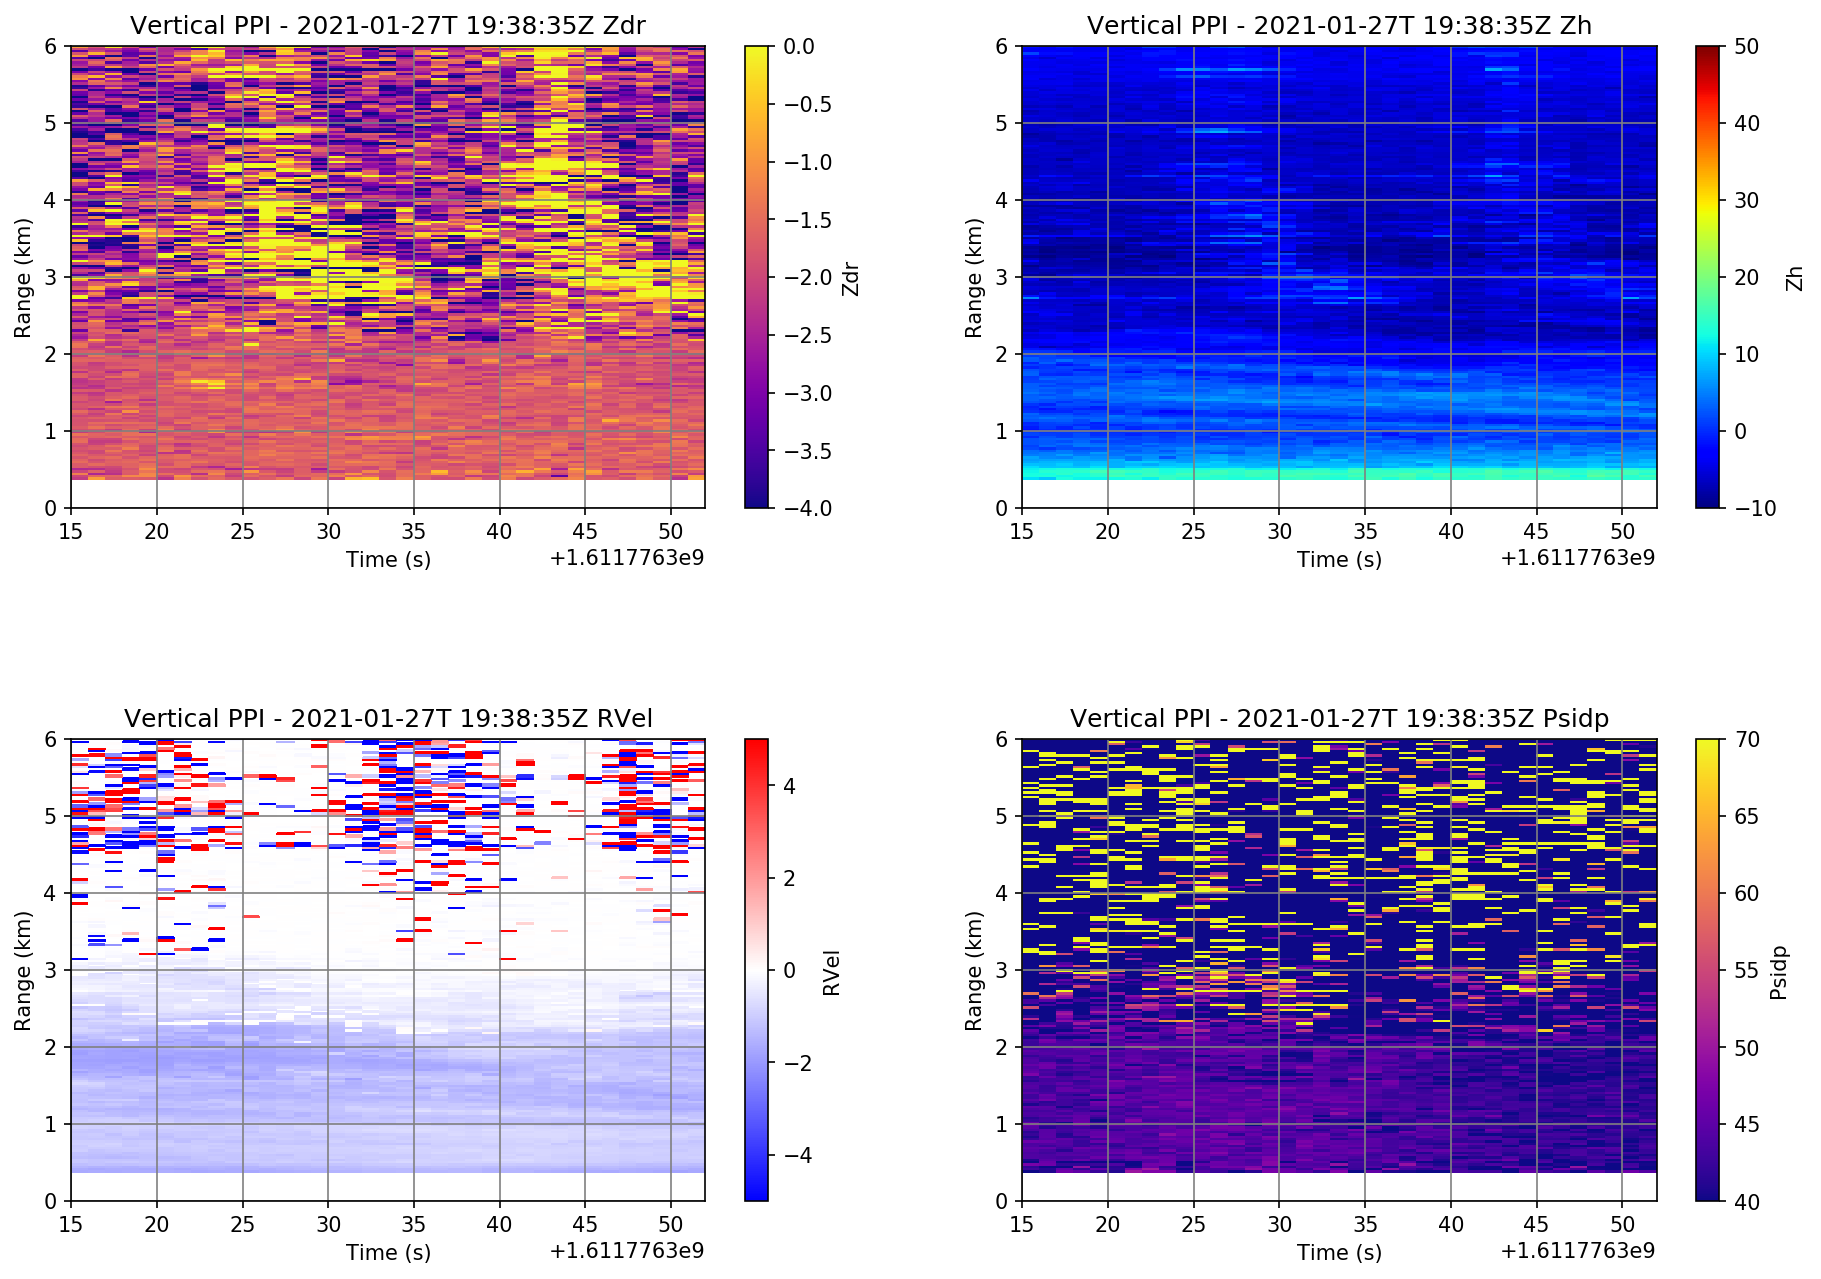 Vertical PPI - 2021-01-27T 19:38:35Z Zdr
6
5
4
3
2
1
0
Range (km)
15 20 25 30 35 40 45 50
Time (s)
+1.6117763e9
0.0
−0.5
−1.0
−1.5
−2.0
−2.5
−3.0
−3.5
−4.0
Zdr
Vertical PPI - 2021-01-27T 19:38:35Z Zh
6
5
4
3
2
1
0
Range (km)
15 20 25 30 35 40 45 50
Time (s)
+1.6117763e9
50
40
30
20
10
0
−10
Zh
Vertical PPI - 2021-01-27T 19:38:35Z RVel
6
5
4
3
2
1
0
Range (km)
15 20 25 30 35 40 45 50
Time (s)
+1.6117763e9
4
2
0
−2
−4
RVel
Vertical PPI - 2021-01-27T 19:38:35Z Psidp
6
5
4
3
2
1
0
Range (km)
15 20 25 30 35 40 45 50
Time (s)
+1.6117763e9
70
65
60
55
50
45
40
Psidp